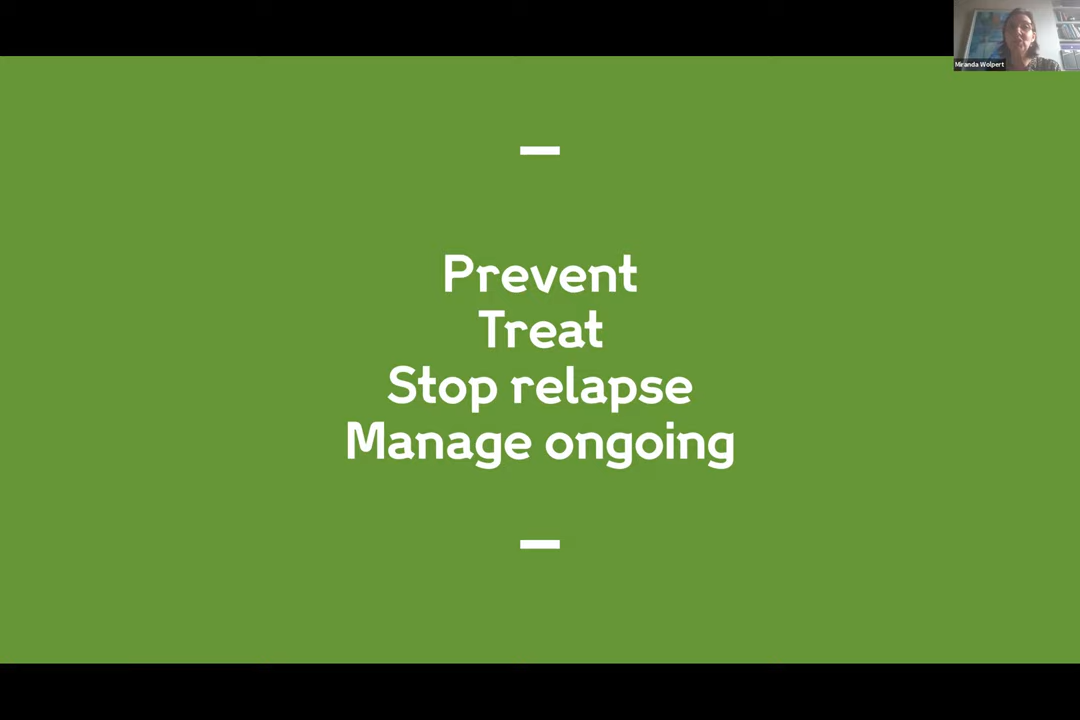 Miranda Wolpert
Prevent
Treat
Stop relapse
Manage ongoing